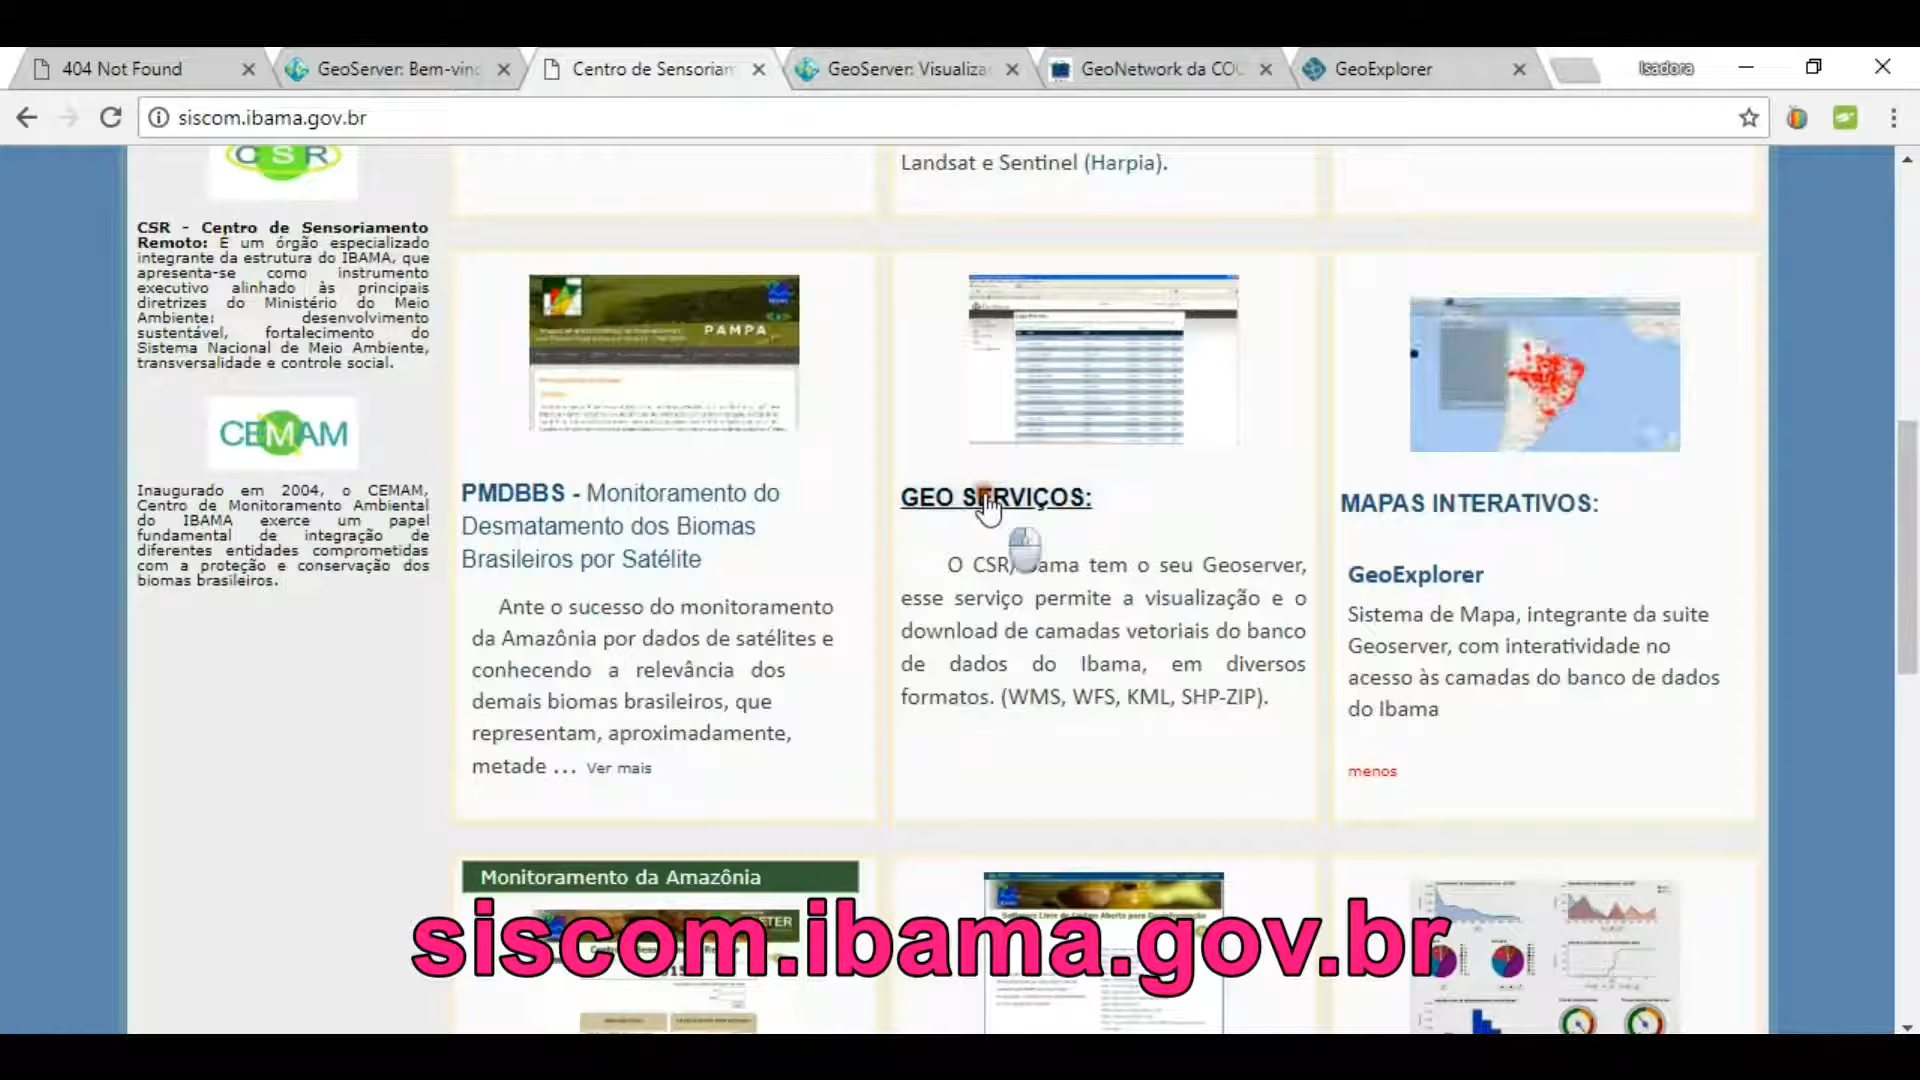 404 Not Found
GeoServer: Bem-vinc
Centro de Sensoriam
GeoServer: Visualiza
GeoNetwork da CO
GeoExplorer
Isadora
siscom.ibama.gov.br
CSR
CSR - Centro de Sensoriamento
Remoto: É um órgão especializado
integrante da estrutura do IBAMA, que
apresenta-se como instrumento
executivo alinhado às principais
diretrizes do Ministério do Meio
Ambiente: desenvolvimento
sustentável, fortalecimento do
Sistema Nacional de Meio Ambiente,
transversalidade e controle social.
CEMAM
Inaugurado em 2004, o CEMAM,
Centro de Monitoramento Ambiental
do IBAMA exerce um papel
fundamental de integração de
diferentes entidades comprometidas
com a proteção e conservação dos
biomas brasileiros.
PAMPA
PMDBBS - Monitoramento do
Desmatamento dos Biomas
Brasileiros por Satélite
Ante o sucesso do monitoramento
da Amazônia por dados de satélites e
conhecendo a relevância dos
demais biomas brasileiros, que
representam, aproximadamente,
metade ... Ver mais
Landsat e Sentinel (Harpia).
GEO SERVIÇOS:
O CSR/ tem o seu Geoserver,
esse serviço permite a visualização e o
download de camadas vetoriais do banco
de dados do Ibama, em diversos
formatos. (WMS, WFS, KML, SHP-ZIP).
MAPAS INTERATIVOS:
GeoExplorer
Sistema de Mapa, integrante da suite
Geoserver, com interatividade no
acesso às camadas do banco de dados
do Ibama
menos
Monitoramento da Amazônia
siscom.ibama.gov.br